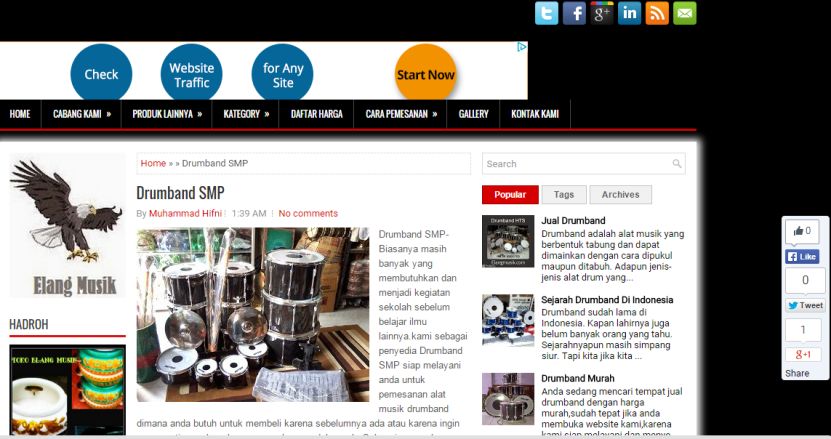 Check
Website
Traffic
for Any
Site
Start Now
HOME
CABANG KAMI »
PRODUK LAINNYA »
KATEGORY »
DAFTAR HARGA
CARA PEMESANAN »
GALLERY
KONTAK KAMI
Elang Musik
HADROH
TOKO ELANG MUSIK
Home » » Drumband SMP
Drumband SMP
By Muhammad Hifni 1:39 AM No comments
Drumband SMP-
Biasanya masih
banyak yang
membutuhkan dan
menjadi kegiatan
sekolah sebelum
belajar ilmu
lainnya.kami sebagai
penyedia Drumband
SMP siap melayani
anda untuk
pemesanan alat
musik drumband
dimana anda butuh untuk membeli karena sebelumnya ada atau karena ingin
Search
Popular
Tags
Archives
Drumband HTS
Elangmusik.com
Jual Drumband
Drumband adalah alat musik yang
berbentuk tabung dan dapat
dimainkan dengan cara dipukul
maupun ditabuh. Adapun jenis-
jenis alat drum yang...
Sejarah Drumband Di Indonesia
Drumband sudah lama di
Indonesia. Kapan lahirnya juga
belum banyak orang yang tahu.
Sejarahnyapun masih simpang
siur. Tapi kita jika kita ...
Drumband Murah
Anda sedang mencari tempat jual
drumband dengan harga
murah,sudah tepat jika anda
membuka website kami,karena
kami siap melayani dan menye
0
Like
0
Tweet
1
g+1
Share